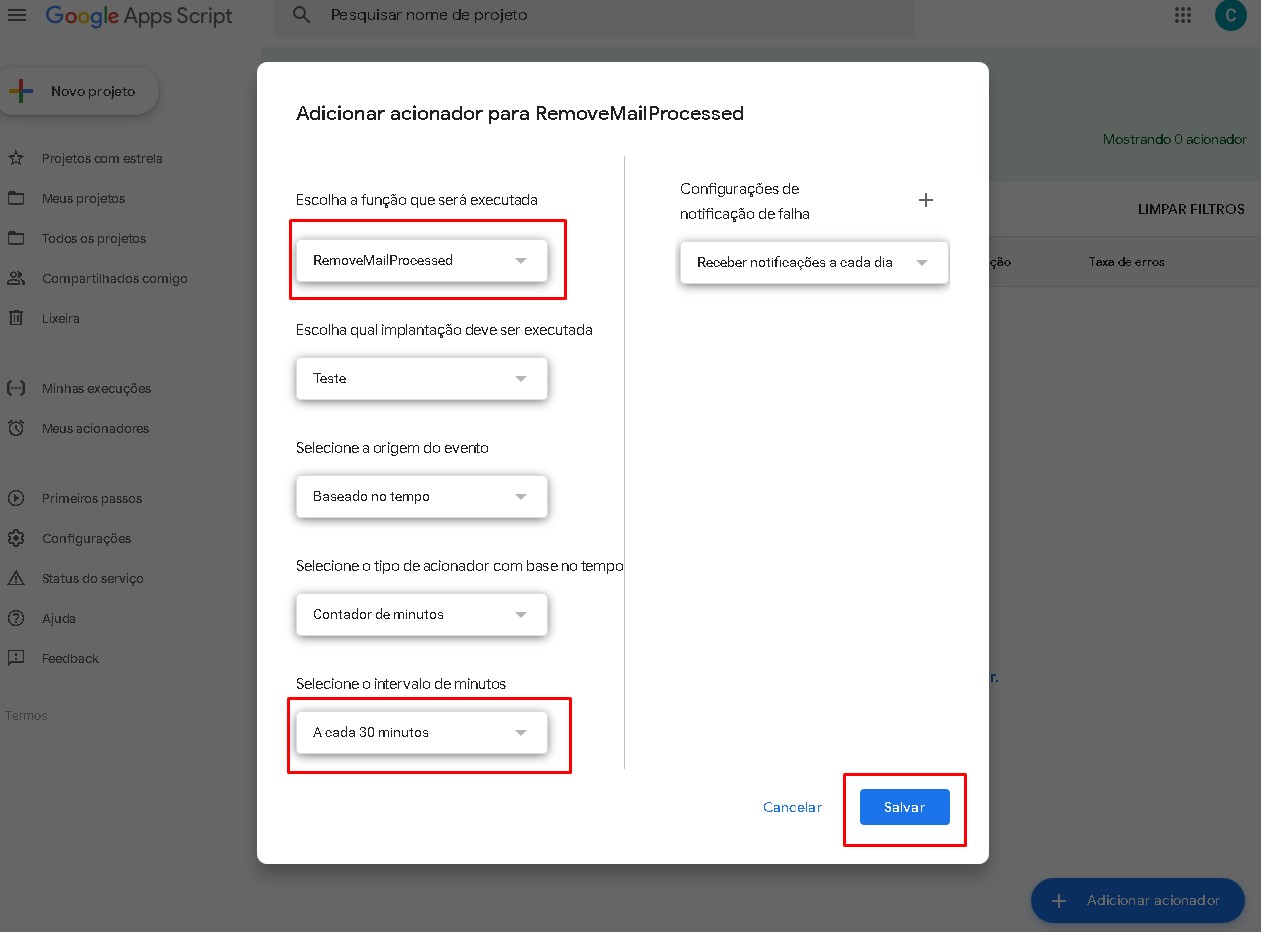 Google Apps Script
Pesquisar nome de projeto
C
Novo projeto
Projetos com estrela
Meus projetos
Todos os projetos
Compartilhados comigo
Lixeira
Minhas execuções
Meus acionadores
Primeiros passos
Configurações
Status do serviço
Ajuda
Feedback
Termos
Adicionar acionador para RemoveMailProcessed
Escolha a função que será executada
RemoveMailProcessed
Escolha qual implantação deve ser executada
Teste
Selecione a origem do evento
Baseado no tempo
Selecione o tipo de acionador com base no tempo
Contador de minutos
Selecione o intervalo de minutos
A cada 30 minutos
Configurações de
notificação de falha
Receber notificações a cada dia
Cancelar
Salvar
Mostrando 0 acionador
LIMPAR FILTROS
ção
Taxa de erros
r.
Adicionar acionador